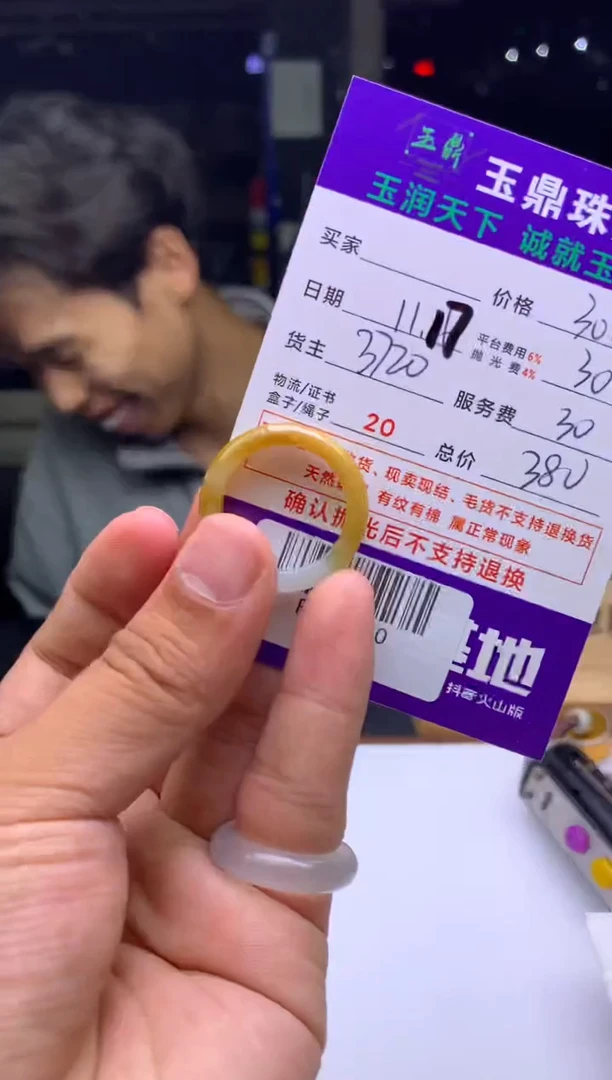 玉鼎
玉鼎珠
玉润天下 诚就玉
买家 价格 30
日期 11.17 平台费用6%
抛光费4% 30
货主 3720 服务费 30
物流/证书
盒子/绳子 20 总价 380
货、现卖现结、毛货不支持退换货
天然 有纹有棉 属正常现象
确认抛光后不支持退换
基地
抖音火山版